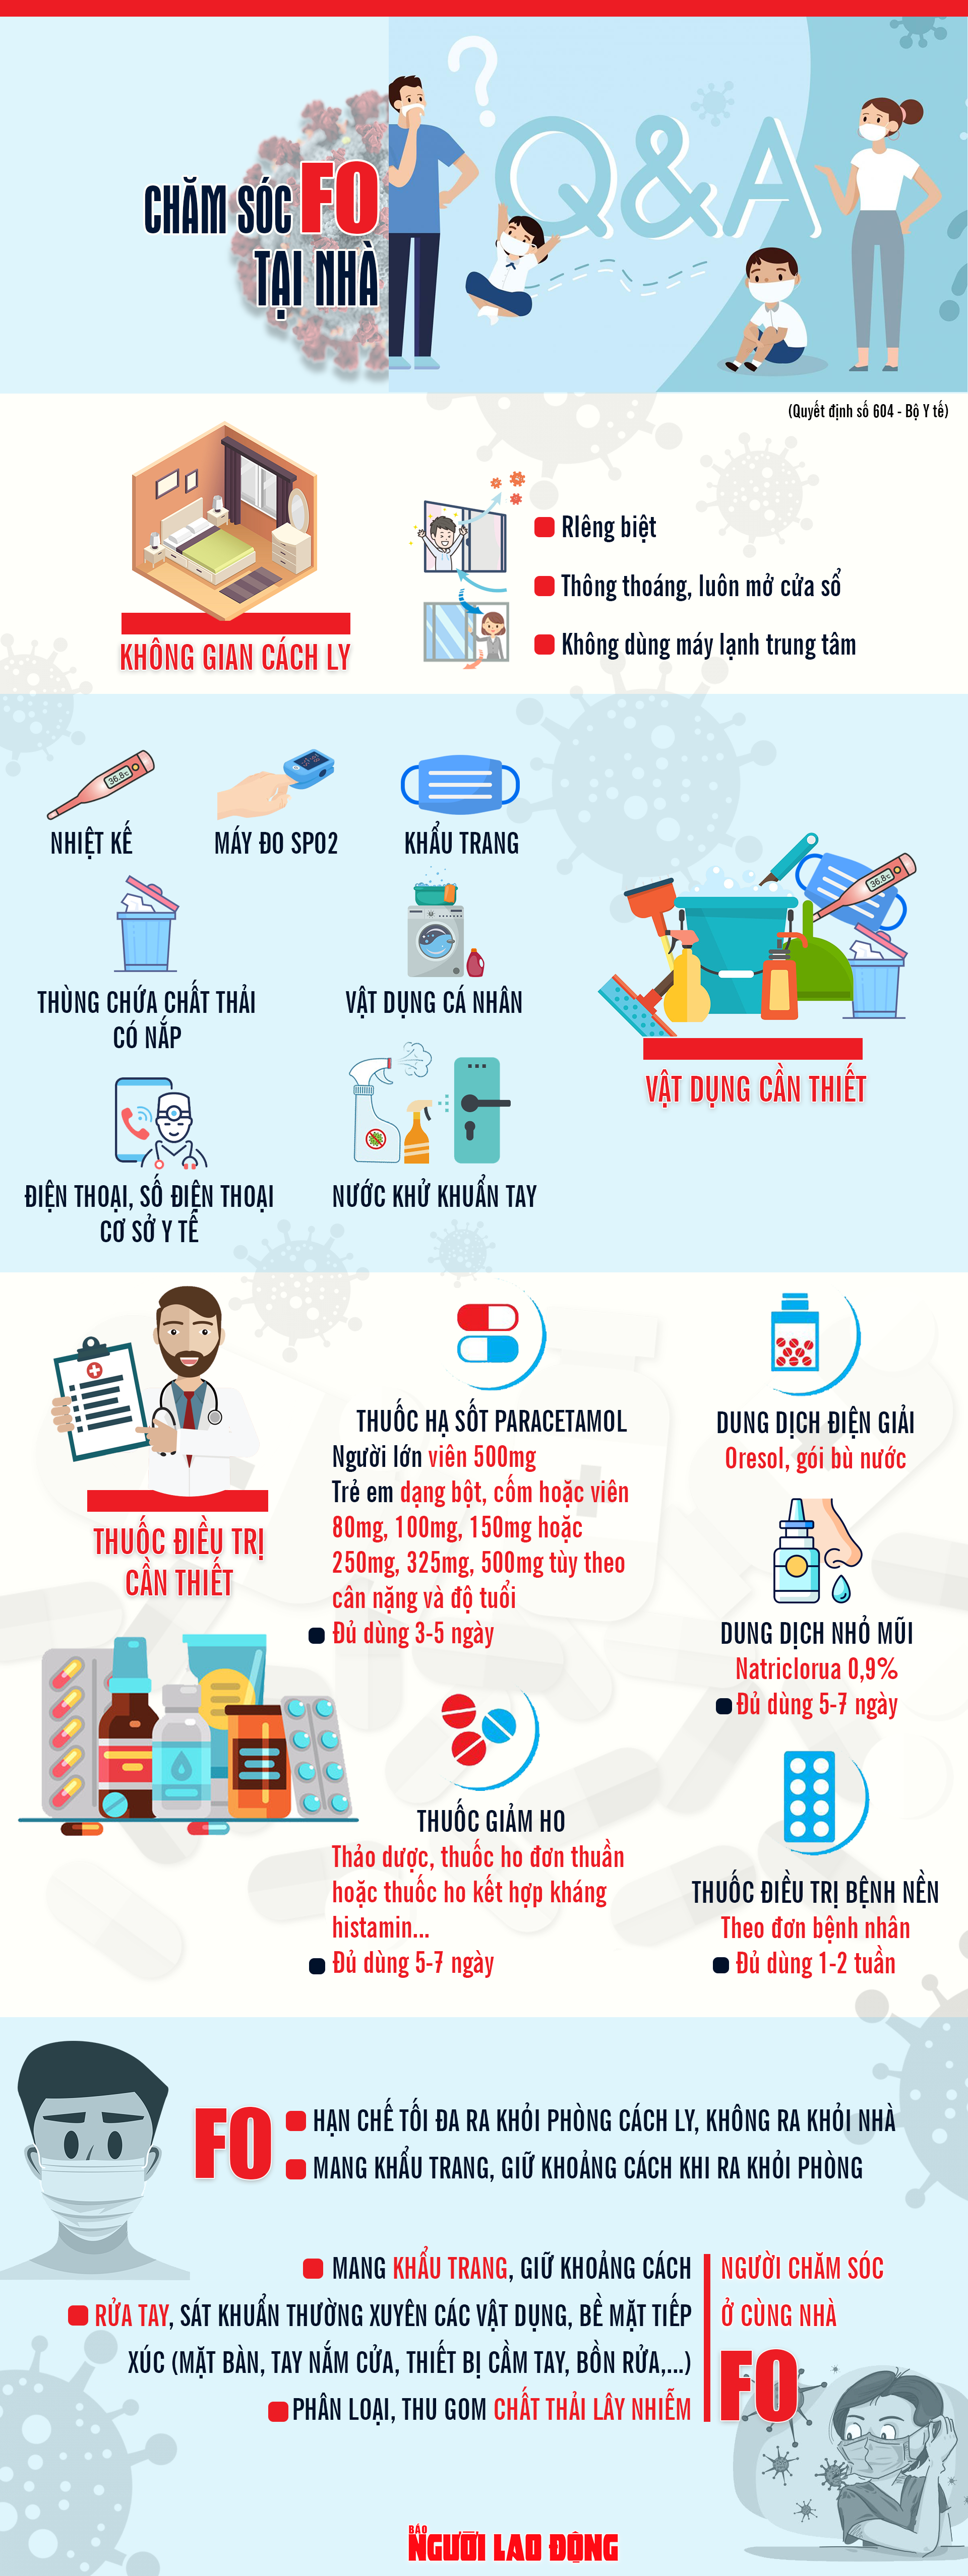 CHĂM SÓC FO
TẠI NHÀ
?
Q&A
(Quyết định số 604 - Bộ Y tế)
KHÔNG GIAN CÁCH LY
RIêng biệt
Thông thoáng, luôn mở cửa sổ
Không dùng máy lạnh trung tâm
36.8c
NHIỆT KẾ
MÁY ĐO SPO2
KHẨU TRANG
THÙNG CHỨA CHẤT THẢI
CÓ NẮP
VẬT DỤNG CÁ NHÂN
ĐIỆN THOẠI, SỐ ĐIỆN THOẠI
CƠ SỞ Y TẾ
NƯỚC KHỬ KHUẨN TAY
36.8c
VẬT DỤNG CẦN THIẾT
THUỐC ĐIỀU TRỊ
CẦN THIẾT
THUỐC HẠ SỐT PARACETAMOL
Người lớn viên 500mg
Trẻ em dạng bột, cốm hoặc viên
80mg, 100mg, 150mg hoặc
250mg, 325mg, 500mg tùy theo
cân nặng và độ tuổi
Đủ dùng 3-5 ngày
DUNG DỊCH ĐIỆN GIẢI
Oresol, gói bù nước
DUNG DỊCH NHỎ MŨI
Natriclorua 0,9%
Đủ dùng 5-7 ngày
THUỐC GIẢM HO
Thảo dược, thuốc ho đơn thuần
hoặc thuốc ho kết hợp kháng
histamin...
Đủ dùng 5-7 ngày
THUỐC ĐIỀU TRỊ BỆNH NỀN
Theo đơn bệnh nhân
Đủ dùng 1-2 tuần
FO
HẠN CHẾ TỐI ĐA RA KHỎI PHÒNG CÁCH LY, KHÔNG RA KHỎI NHÀ
MANG KHẨU TRANG, GIỮ KHOẢNG CÁCH KHI RA KHỎI PHÒNG
MANG KHẨU TRANG, GIỮ KHOẢNG CÁCH
RỬA TAY, SÁT KHUẨN THƯỜNG XUYÊN CÁC VẬT DỤNG, BỀ MẶT TIẾP
XÚC (MẶT BÀN, TAY NẮM CỬA, THIẾT BỊ CẦM TAY, BỒN RỬA,...)
PHÂN LOẠI, THU GOM CHẤT THẢI LÂY NHIỄM
NGƯỜI CHĂM SÓC
Ở CÙNG NHÀ
FO
BÁO
NGƯỜI LAO ĐỘNG